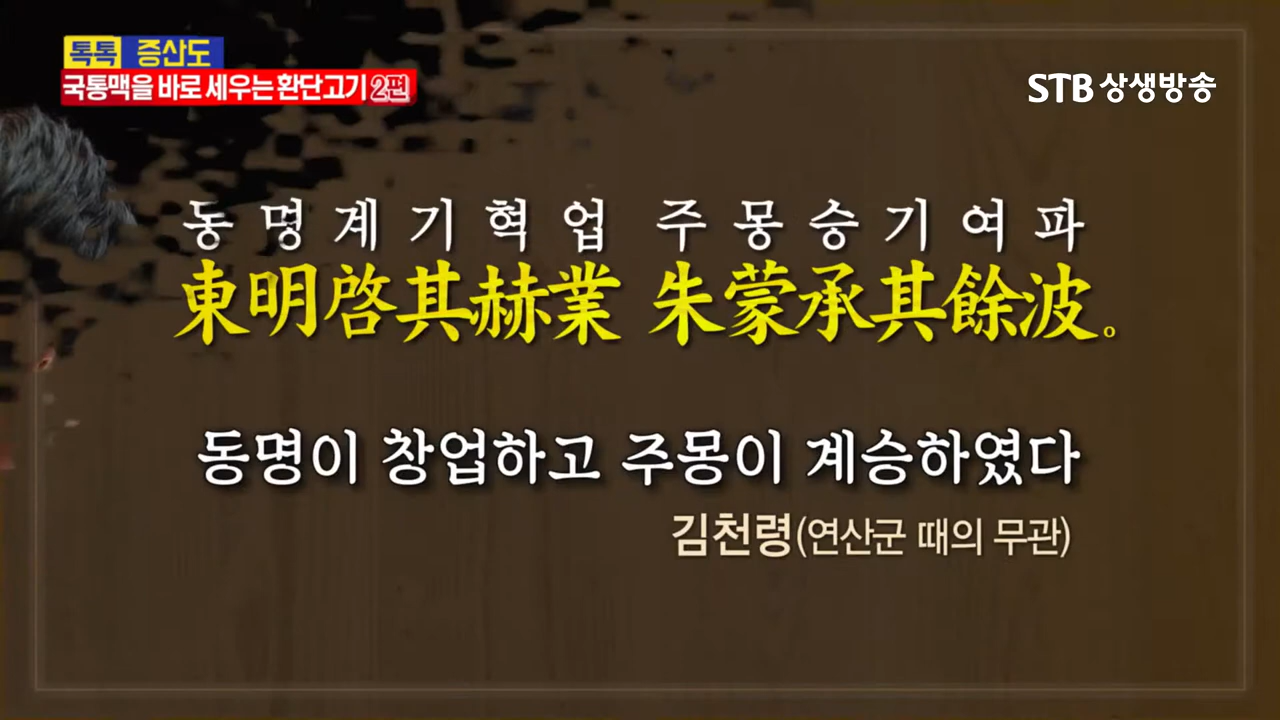 톡톡 증산도
국통맥을 바로 세우는 환단고기 2편
STB 상생방송
동명계기혁업 주몽승기여파
東明啓其赫業 朱蒙承其餘波。
동명이 창업하고 주몽이 계승하였다
김천령(연산군 때의 무관)